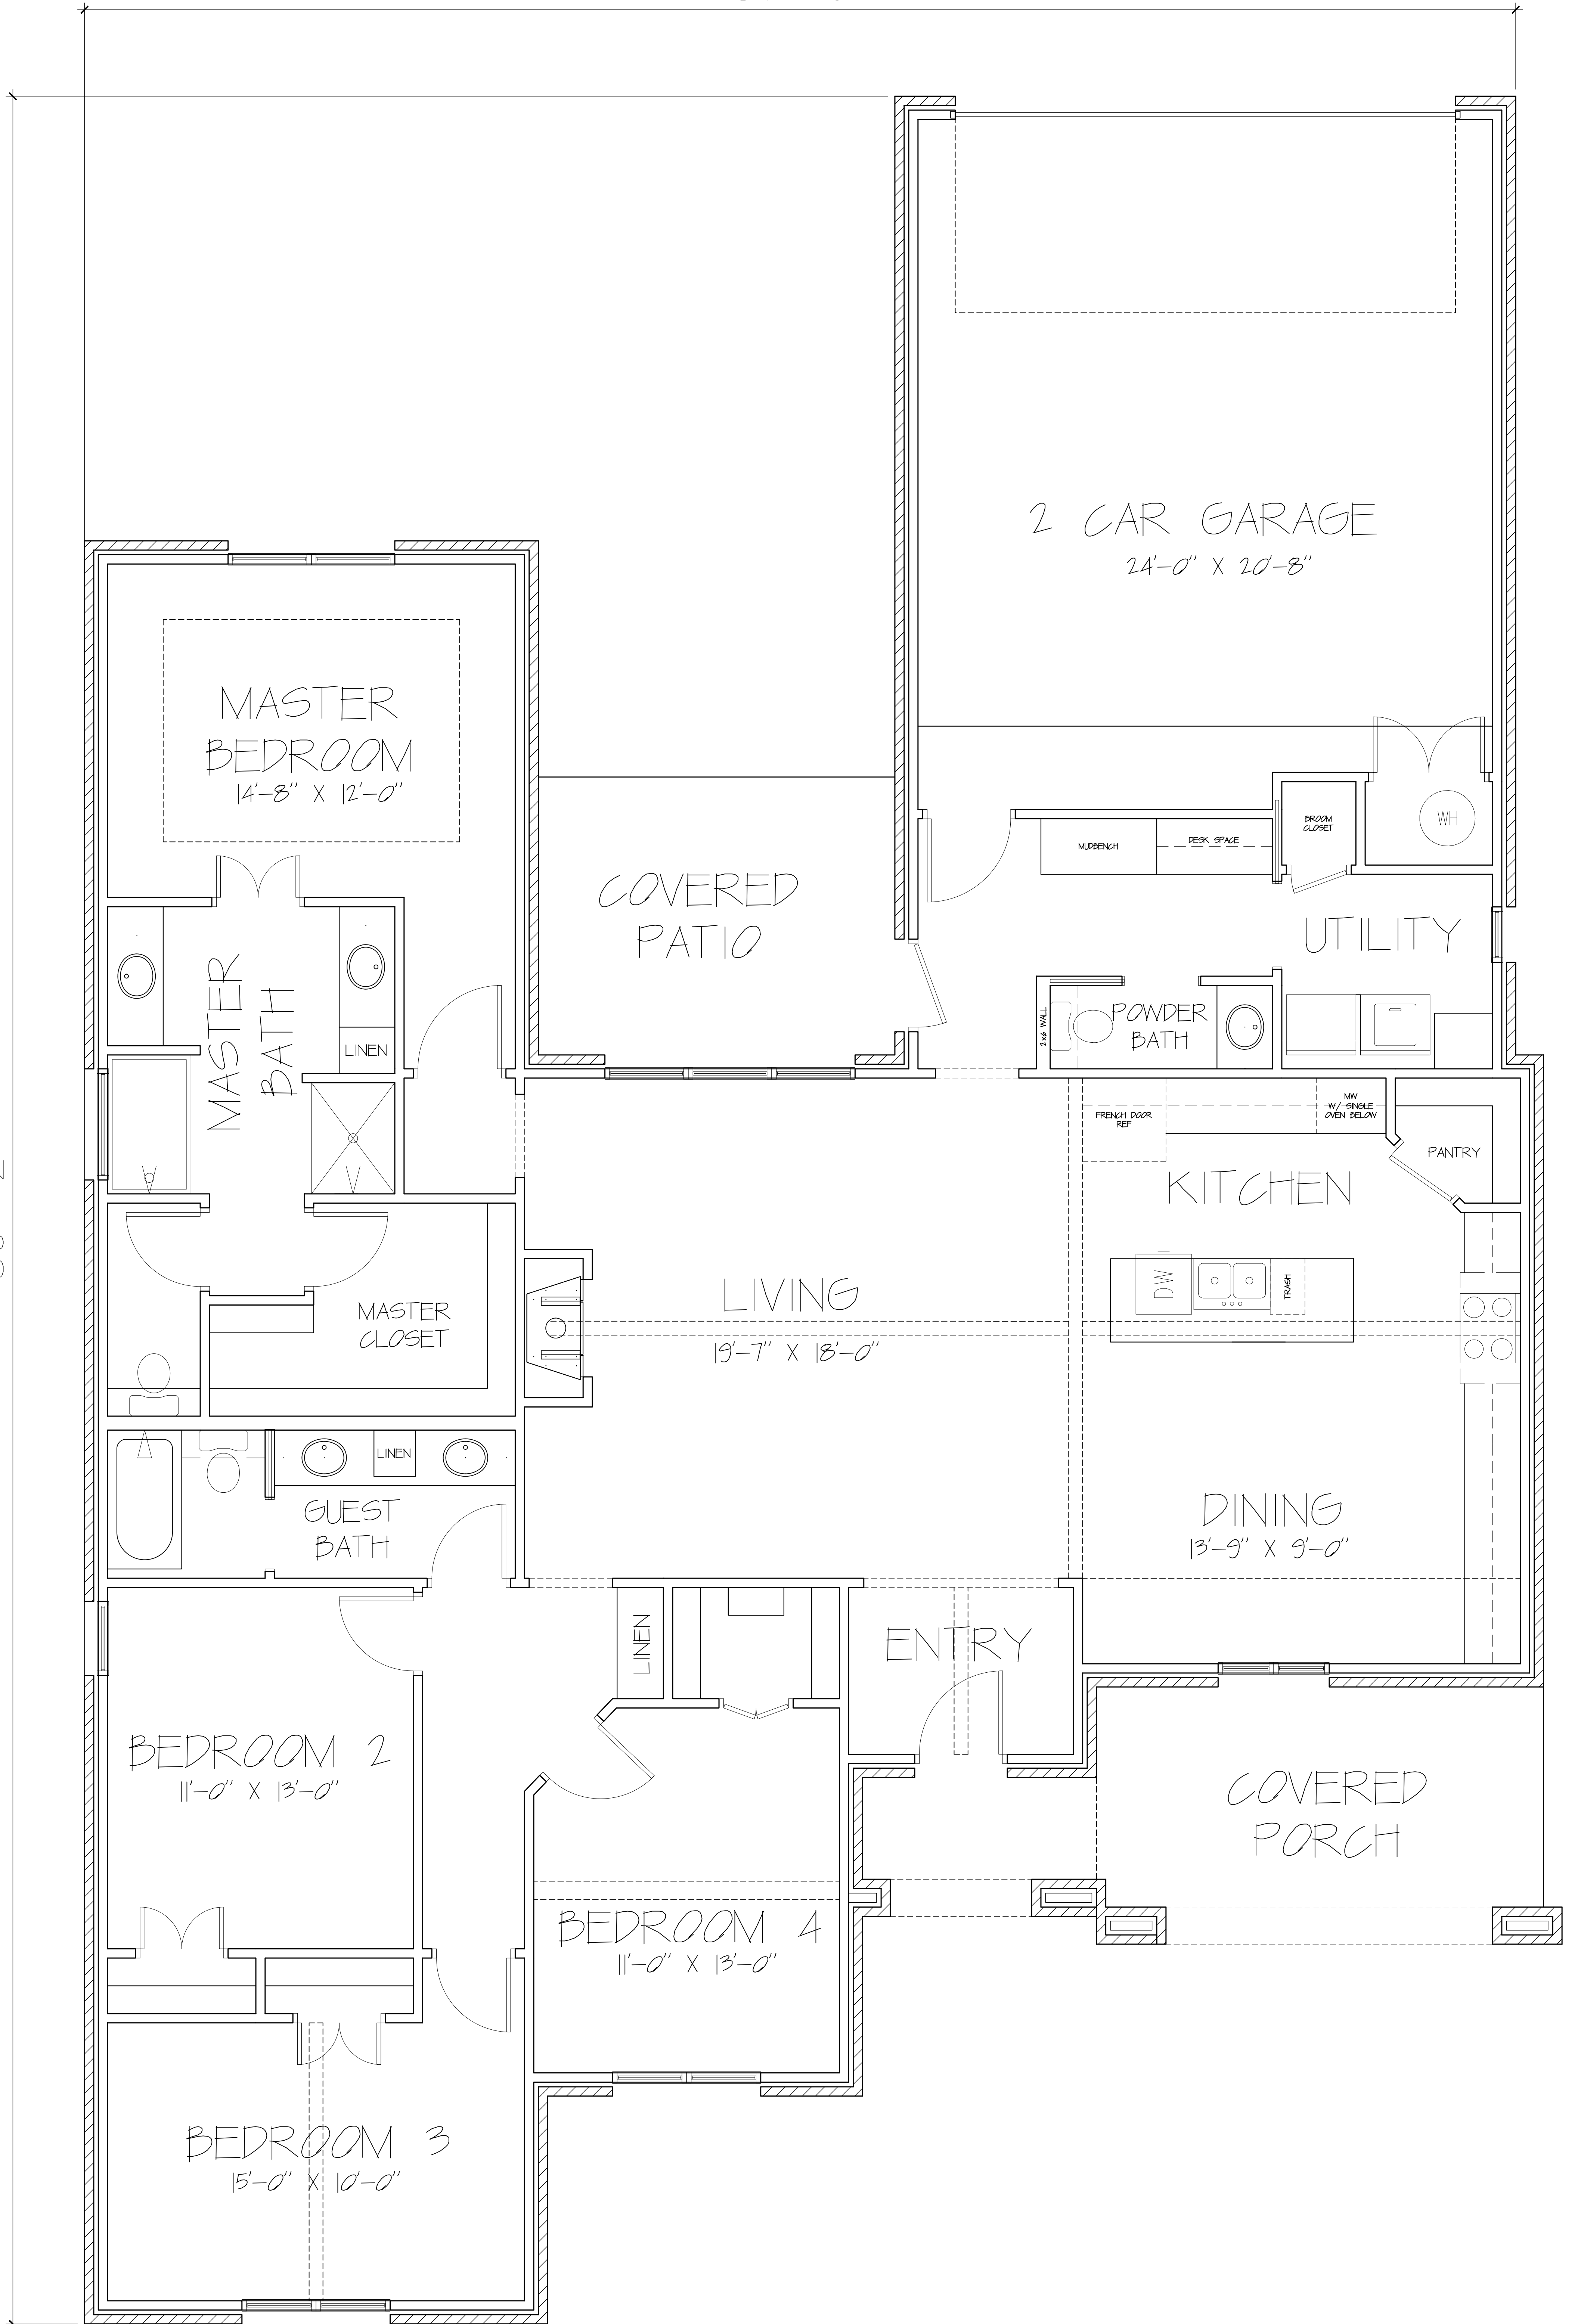 2 CAR GARAGE
24'-0" X 20'-8"
MASTER
BEDROOM
14'-8" X 12'-0"
COVERED
PATIO
MUDBENCH
DESK SPACE
BROOM
CLOSET
WH
UTILITY
MASTER
BATH
LINEN
2x6 WALL
POWDER
BATH
FRENCH DOOR
REF
MW
W/ SINGLE
OVEN BELOW
PANTRY
KITCHEN
DW
TRASH
LIVING
19'-7" X 18'-0"
MASTER
CLOSET
LINEN
GUEST
BATH
DINING
13'-9" X 9'-0"
LINEN
ENTRY
BEDROOM 2
11'-0" X 13'-0"
COVERED
PORCH
BEDROOM 4
11'-0" X 13'-0"
BEDROOM 3
15'-0" X 10'-0"